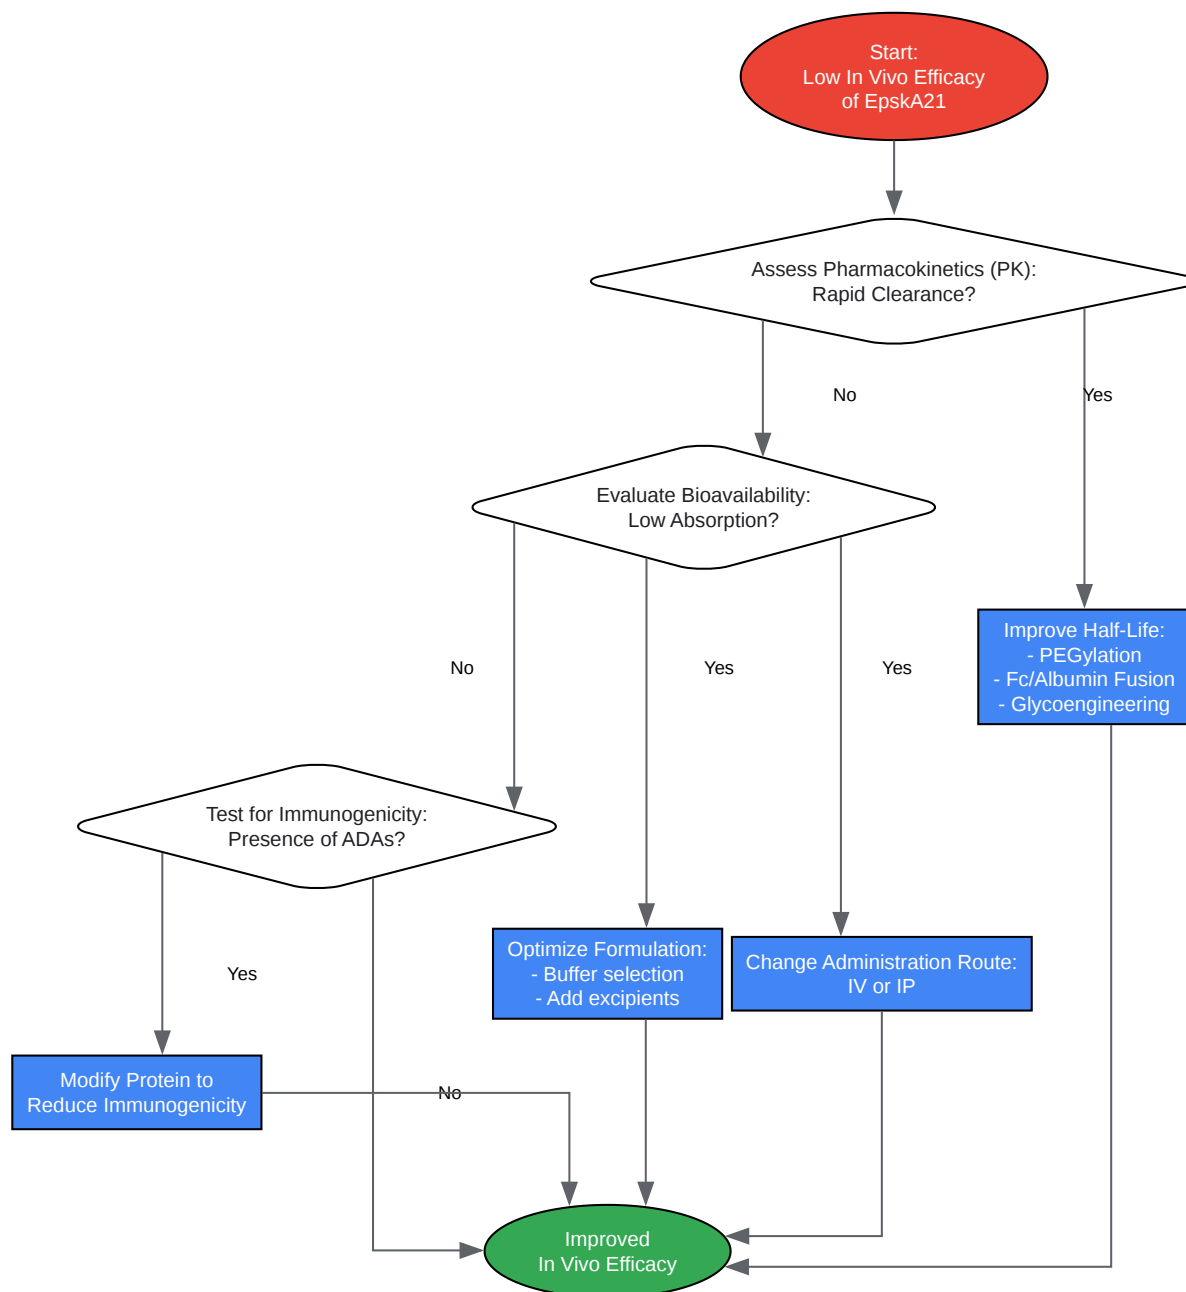 Start:
Low In Vivo Efficacy
of EpskA21
Assess Pharmacokinetics (PK):
Rapid Clearance?
No
Yes
Evaluate Bioavailability:
Low Absorption?
Improve Half-Life:
- PEGylation
- Fc/Albumin Fusion
- Glycoengineering
No
Yes
Yes
Test for Immunogenicity:
Presence of ADAs?
Optimize Formulation:
- Buffer selection
- Add excipients
Change Administration Route:
IV or IP
Yes
Modify Protein to
Reduce Immunogenicity
No
Improved
In Vivo Efficacy